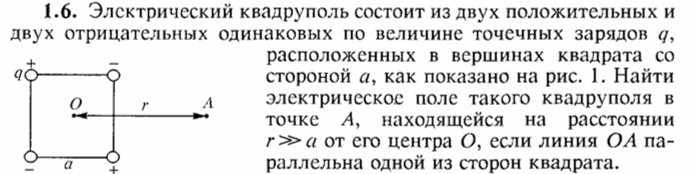 1.6. Электрический квадруполь состоит из двух положительных и
двух отрицательных одинаковых по величине точечных зарядов q,
расположенных в вершинах квадрата со
стороной a, как показано на рис. 1. Найти
электрическое поле такого квадруполя в
точке A, находящейся на расстоянии
r≫a от его центра O, если линия OA па-
раллельна одной из сторон квадрата.
+ −
q
O r A
− a +